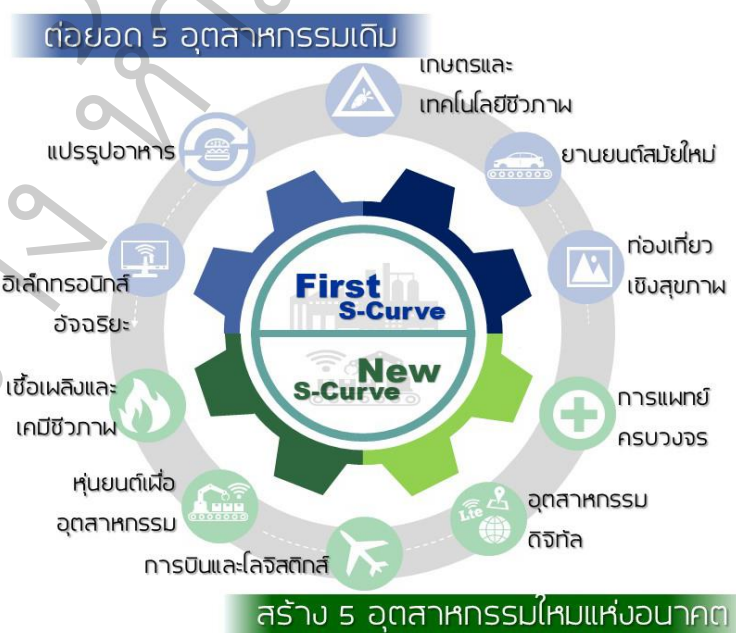 ต่อยอด 5 อุตสาหกรรมเดิม
เกษตรและ
เทคโนโลยีชีวภาพ
แปรรูปอาหาร
ยานยนต์สมัยใหม่
ท่องเที่ยว
เชิงสุขภาพ
อิเล็กทรอนิกส์
อัจฉริยะ
First
S-Curve
New
S-Curve
เชื้อเพลิงและ
เคมีชีวภาพ
การแพทย์
ครบวงจร
หุ่นยนต์เพื่อ
อุตสาหกรรม
Lte
อุตสาหกรรม
ดิจิทัล
การบินและโลจิสติกส์
สร้าง 5 อุตสาหกรรมใหม่แห่งอนาคต